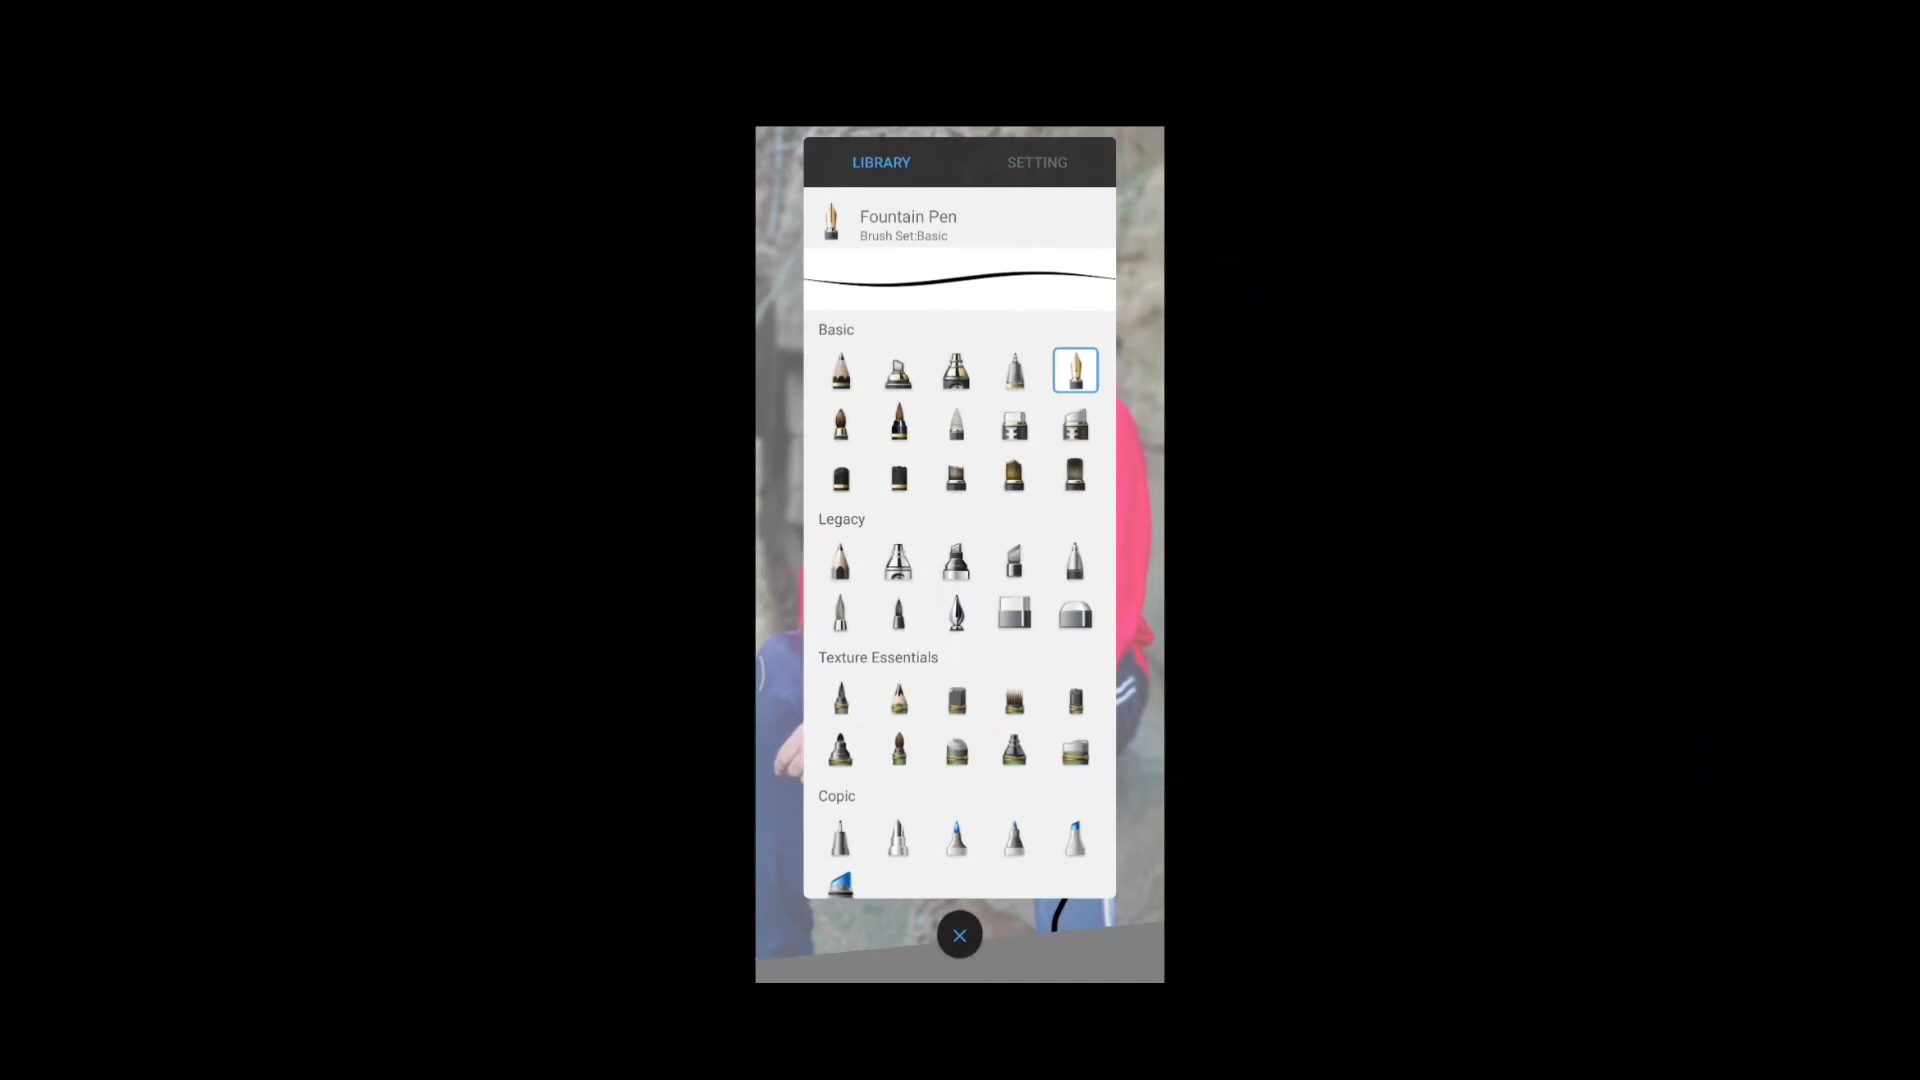 LIBRARY SETTING
Fountain Pen
Brush Set:Basic
Basic
Legacy
Texture Essentials
Copic